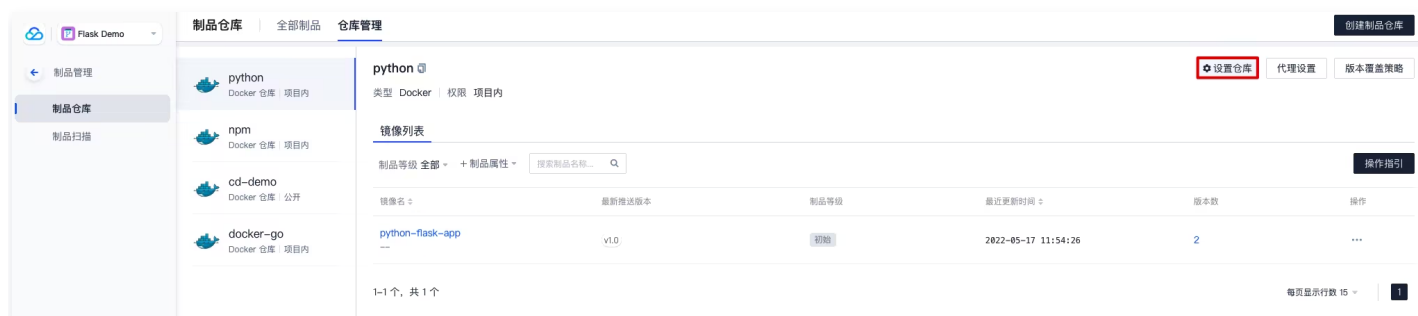 制品仓库 全部制品 仓库管理 创建制品仓库
Flask Demo
制品管理
制品仓库
制品扫描
python
Docker 仓库 项目内
npm
Docker 仓库 项目内
cd-demo
Docker 仓库 公开
docker-go
Docker 仓库 项目内
python 设置仓库 代理设置 版本覆盖策略
类型 Docker 权限 项目内
镜像列表
制品等级 全部 + 制品属性 搜索制品名称... 操作指引
镜像名 最新推送版本 制品等级 最近更新时间 版本数 操作
python-flask-app v1.0 初始 2022-05-17 11:54:26 2 ...
--
1-1 个，共 1 个 每页显示行数 15 1